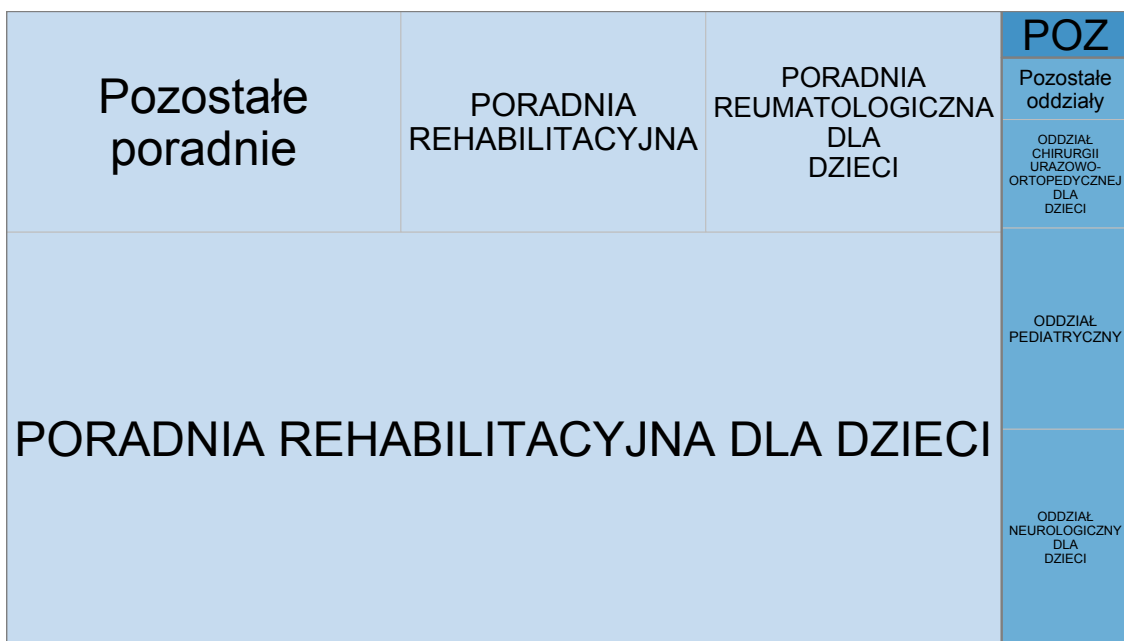 Pozostałe
poradnie
PORADNIA
REHABILITACYJNA
PORADNIA
REUMATOLOGICZNA
DLA
DZIECI
POZ
Pozostałe
oddziały
ODDZIAŁ
CHIRURGII
URAZOWO-
ORTOPEDYCZNEJ
DLA
DZIECI
ODDZIAŁ
PEDIATRYCZNY
PORADNIA REHABILITACYJNA DLA DZIECI
ODDZIAŁ
NEUROLOGICZNY
DLA
DZIECI